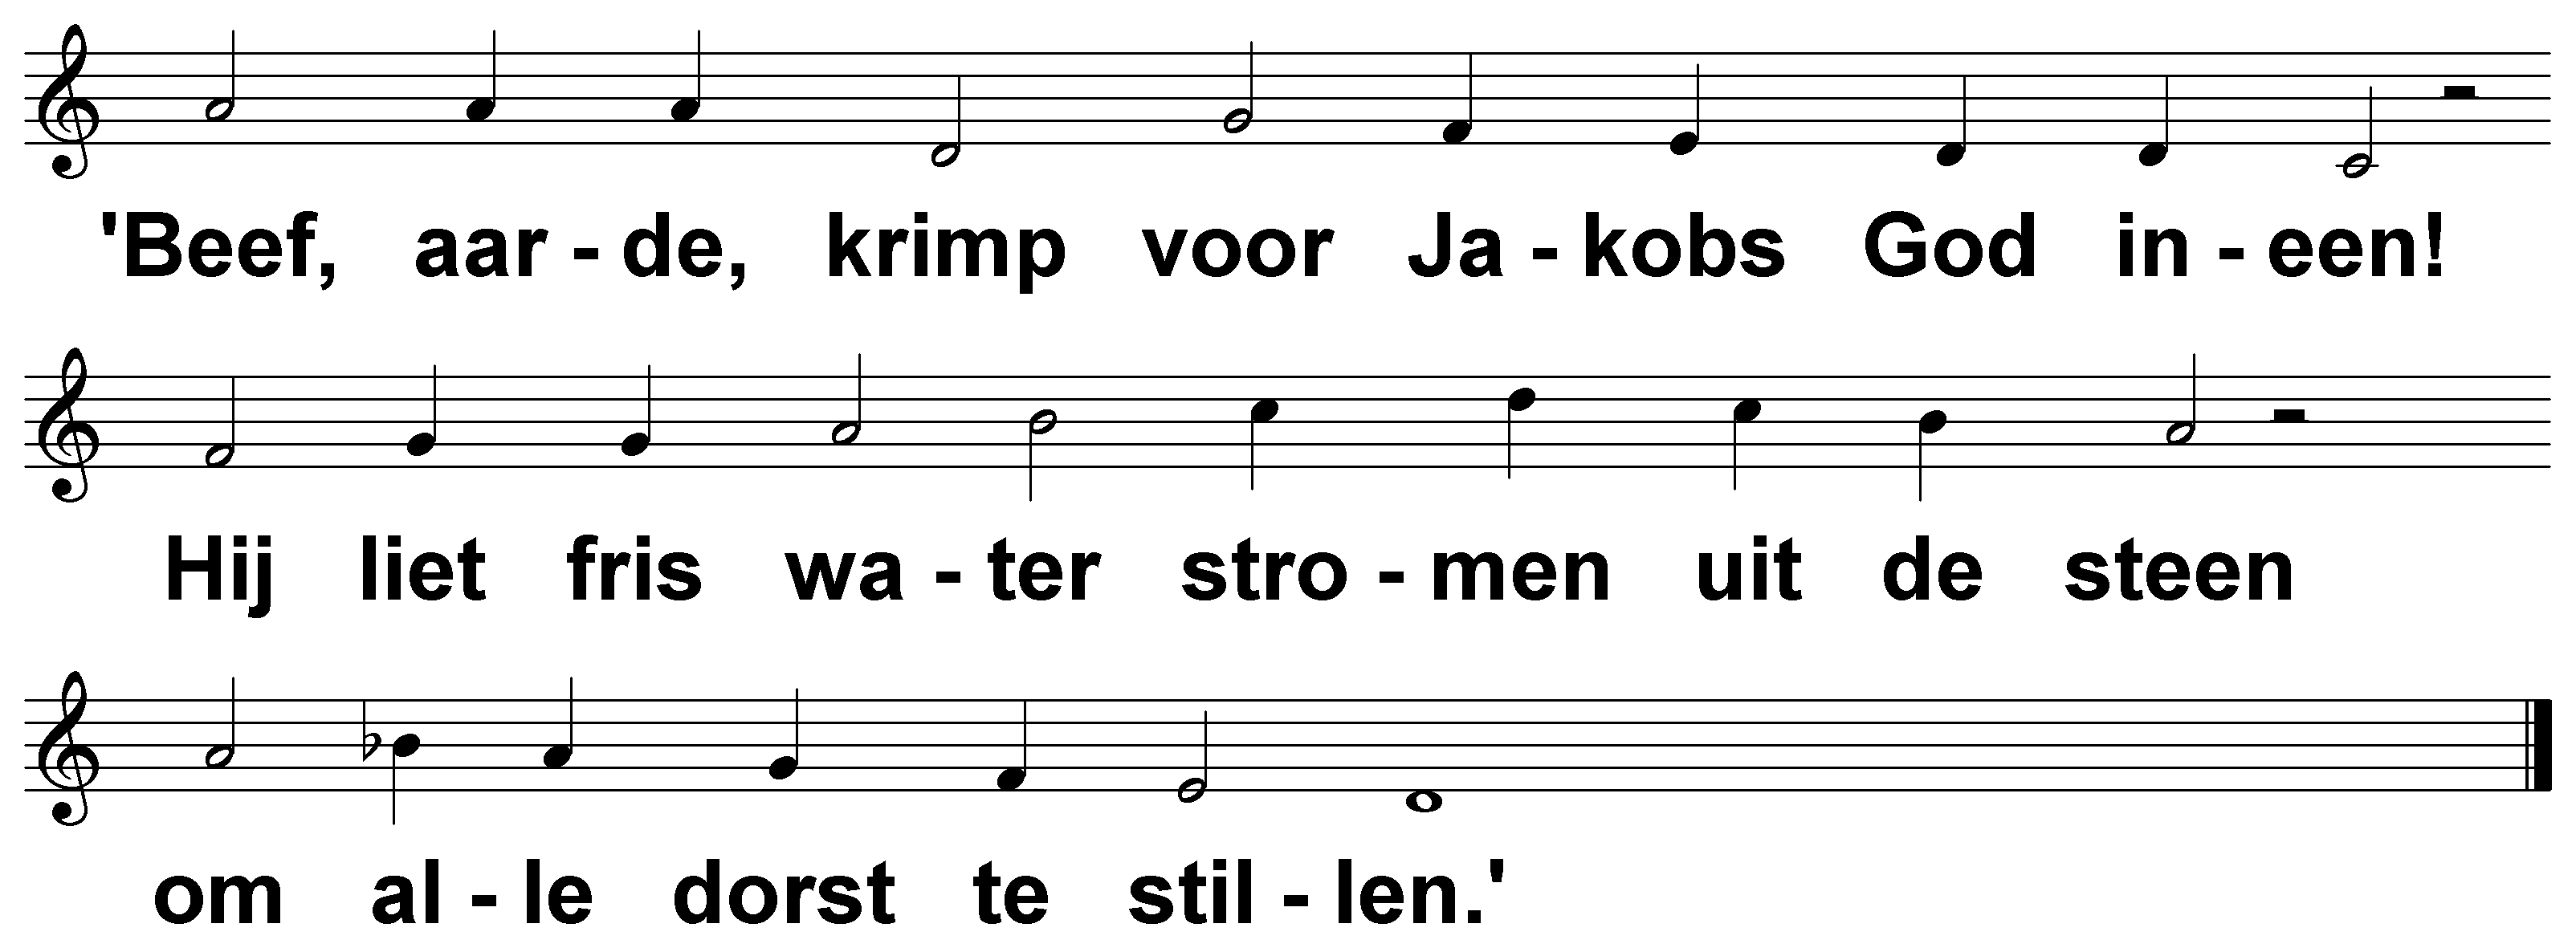 'Beef, aar - de, krimp voor Ja - kobs God in - een!
Hij liet fris wa - ter stro - men uit de steen
om al - le dorst te stil - len.'